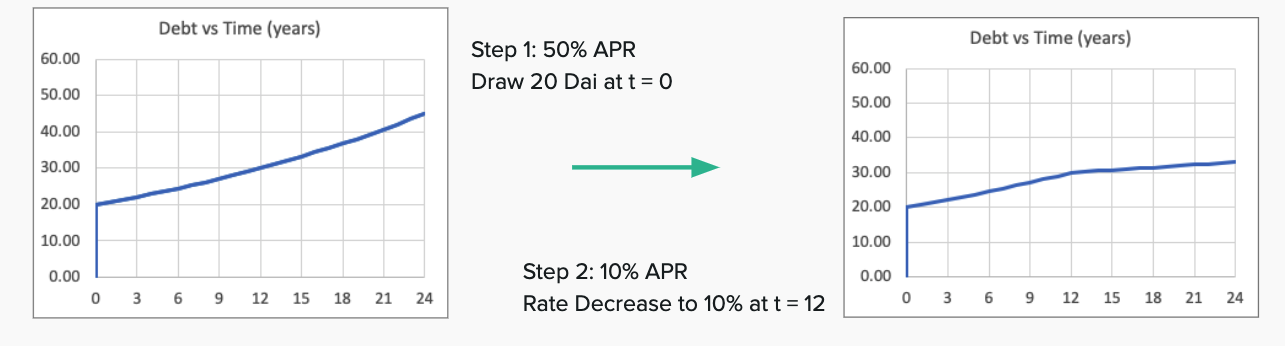 Debt vs Time (years)
60.00
50.00
40.00
30.00
20.00
10.00
0.00
0 3 6 9 12 15 18 21 24
Step 1: 50% APR
Draw 20 Dai at t = 0
Step 2: 10% APR
Rate Decrease to 10% at t = 12
Debt vs Time (years)
60.00
50.00
40.00
30.00
20.00
10.00
0.00
0 3 6 9 12 15 18 21 24